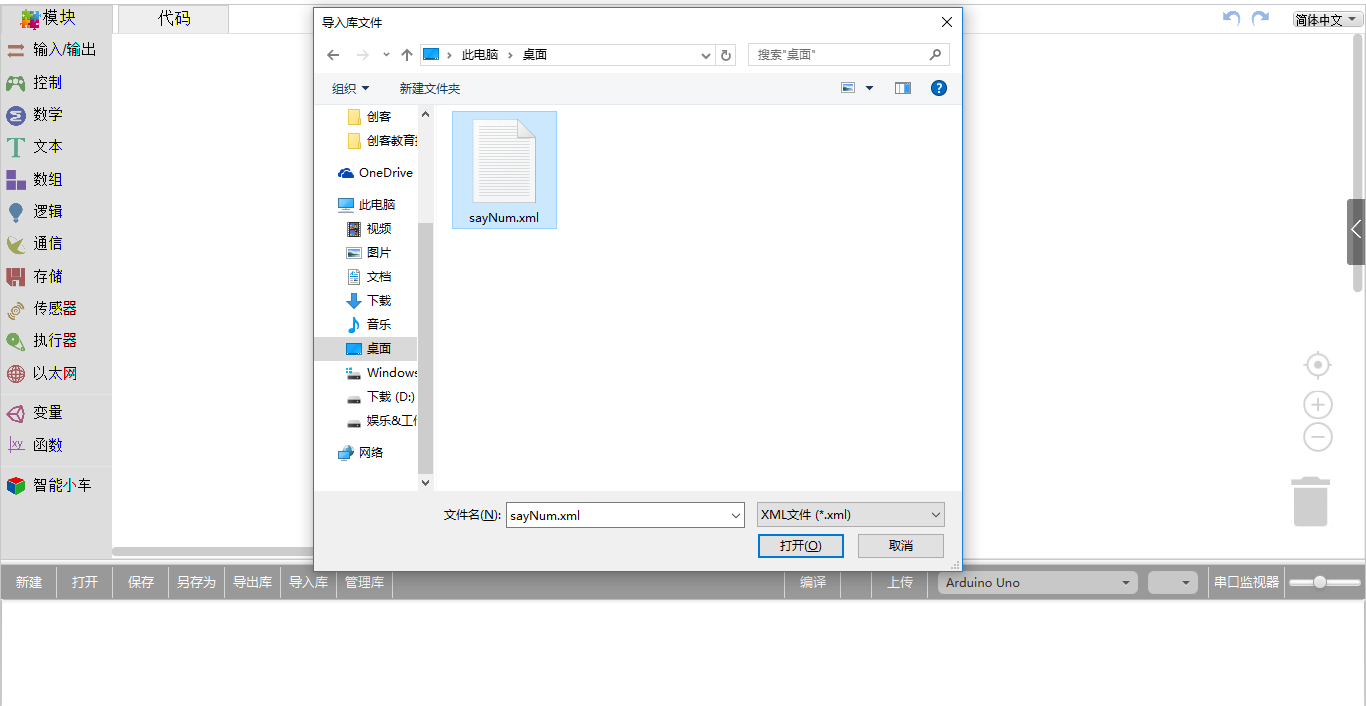 模块
代码
简体中文
输入/输出
控制
数学
文本
数组
逻辑
通信
存储
传感器
执行器
以太网
变量
函数
智能小车
导入库文件
此电脑 › 桌面
搜索"桌面"
组织
新建文件夹
创客
创客教育
OneDrive
此电脑
视频
图片
文档
下载
音乐
桌面
Windows
下载 (D:)
娱乐&工
网络
sayNum.xml
文件名(N):
sayNum.xml
XML文件 (*.xml)
打开(O)
取消
新建
打开
保存
另存为
导出库
导入库
管理库
编译
上传
Arduino Uno
串口监视器